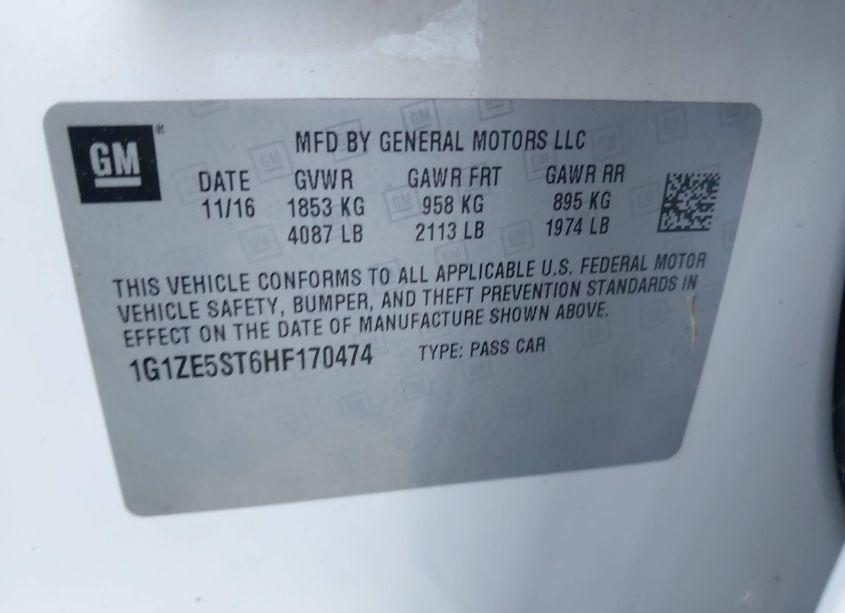 GM®
MFD BY GENERAL MOTORS LLC
DATE GVWR GAWR FRT GAWR RR
11/16 1853 KG 958 KG 895 KG
4087 LB 2113 LB 1974 LB
THIS VEHICLE CONFORMS TO ALL APPLICABLE U.S. FEDERAL MOTOR
VEHICLE SAFETY, BUMPER, AND THEFT PREVENTION STANDARDS IN
EFFECT ON THE DATE OF MANUFACTURE SHOWN ABOVE.
1G1ZE5ST6HF170474 TYPE: PASS CAR